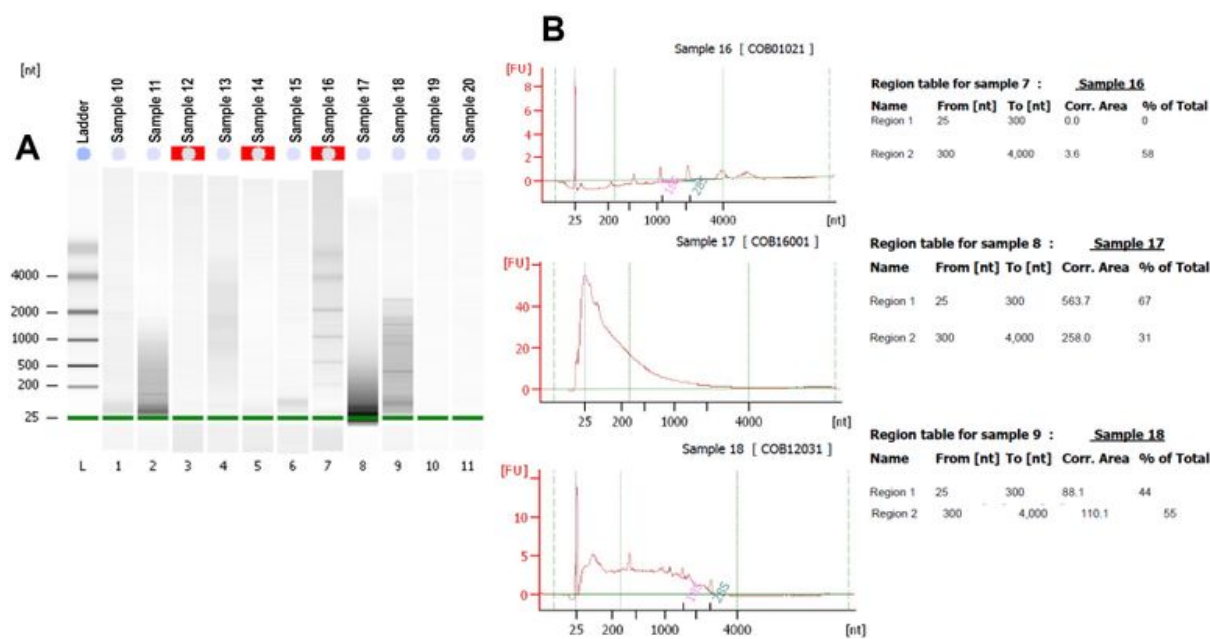 A
[nt]
Ladder
Sample 10
Sample 11
Sample 12
Sample 13
Sample 14
Sample 15
Sample 16
Sample 17
Sample 18
Sample 19
Sample 20
4000
2000
1000
500
200
25
L 1 2 3 4 5 6 7 8 9 10 11
B
Sample 16 [ COB01021 ]
[FU]
8
6
4
2
0
18S 28S
25 200 1000 4000 [nt]
Region table for sample 7 : Sample 16
Name From [nt] To [nt] Corr. Area % of Total
Region 1 25 300 0.0 0
Region 2 300 4,000 3.6 58
Sample 17 [ COB16001 ]
[FU]
40
20
0
25 200 1000 4000 [nt]
Region table for sample 8 : Sample 17
Name From [nt] To [nt] Corr. Area % of Total
Region 1 25 300 563.7 67
Region 2 300 4,000 258.0 31
Sample 18 [ COB12031 ]
[FU]
10
5
0
18S 28S
25 200 1000 4000 [nt]
Region table for sample 9 : Sample 18
Name From [nt] To [nt] Corr. Area % of Total
Region 1 25 300 88.1 44
Region 2 300 4,000 110.1 55